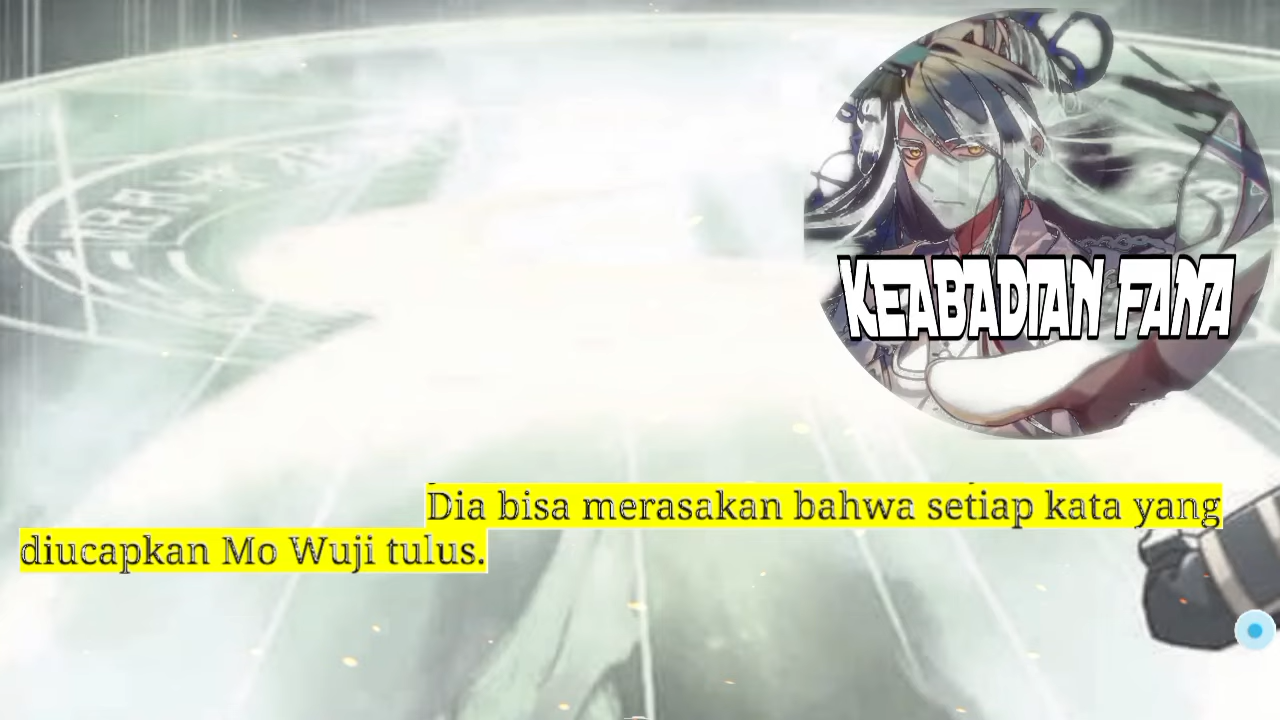 KEABADIAN FANA
Dia bisa merasakan bahwa setiap kata yang
diucapkan Mo Wuji tulus.